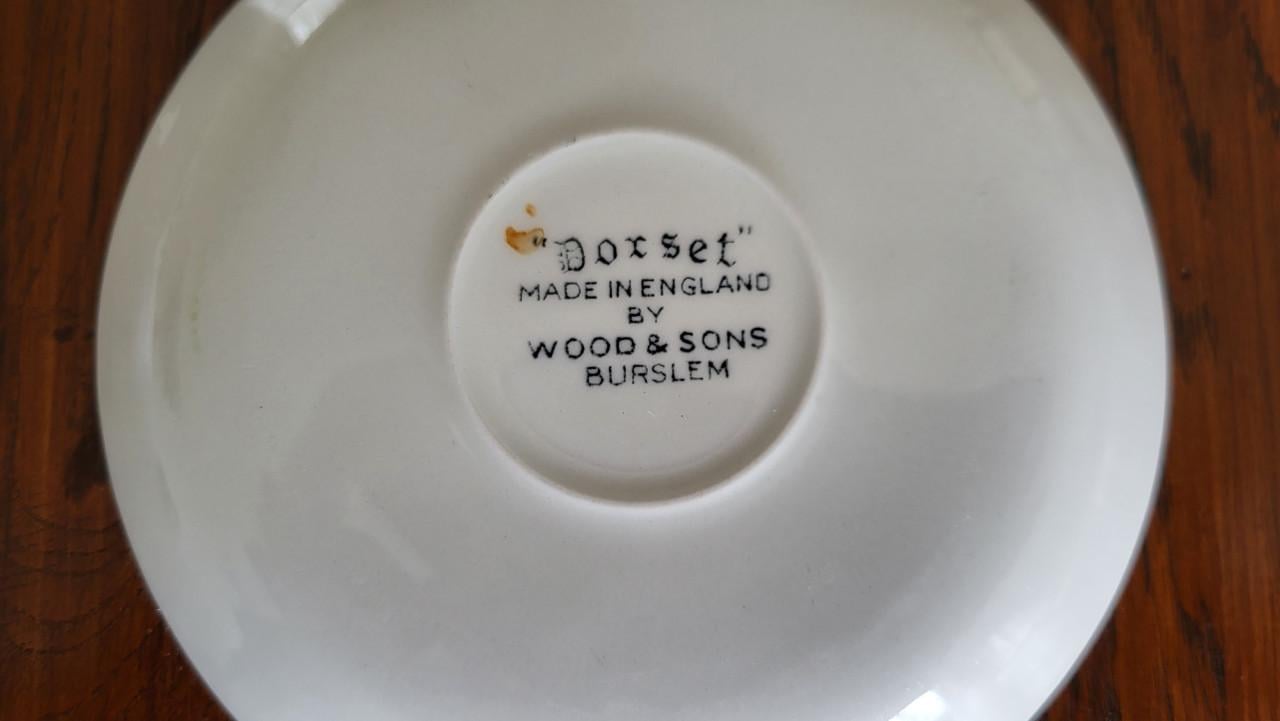 "Dorset"
MADE IN ENGLAND
BY
WOOD & SONS
BURSLEM